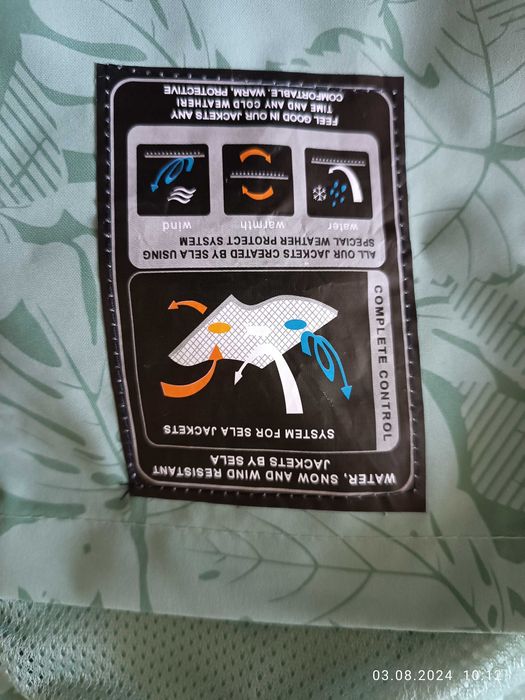 WATER, SNOW AND WIND RESISTANT
JACKETS BY SELA
COMPLETE CONTROL
SYSTEM FOR SELA JACKETS
ALL OUR JACKETS CREATED BY SELA USING
SPECIAL WEATHER PROTECT SYSTEM
water
warmth
wind
FEEL GOOD IN OUR JACKETS ANY
TIME AND ANY COLD WEATHER!
COMFORTABLE. WARM. PROTECTIVE
03.08.2024 10:12